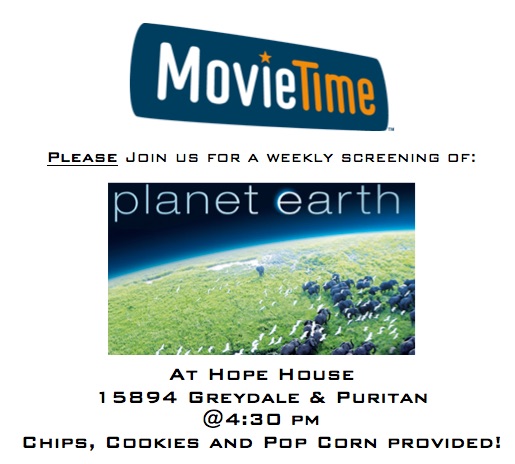 MovieTime™
Please Join us for a weekly screening of:
planet earth
At Hope House
15894 Greydale & Puritan
@4:30 pm
Chips, Cookies and Pop Corn provided!